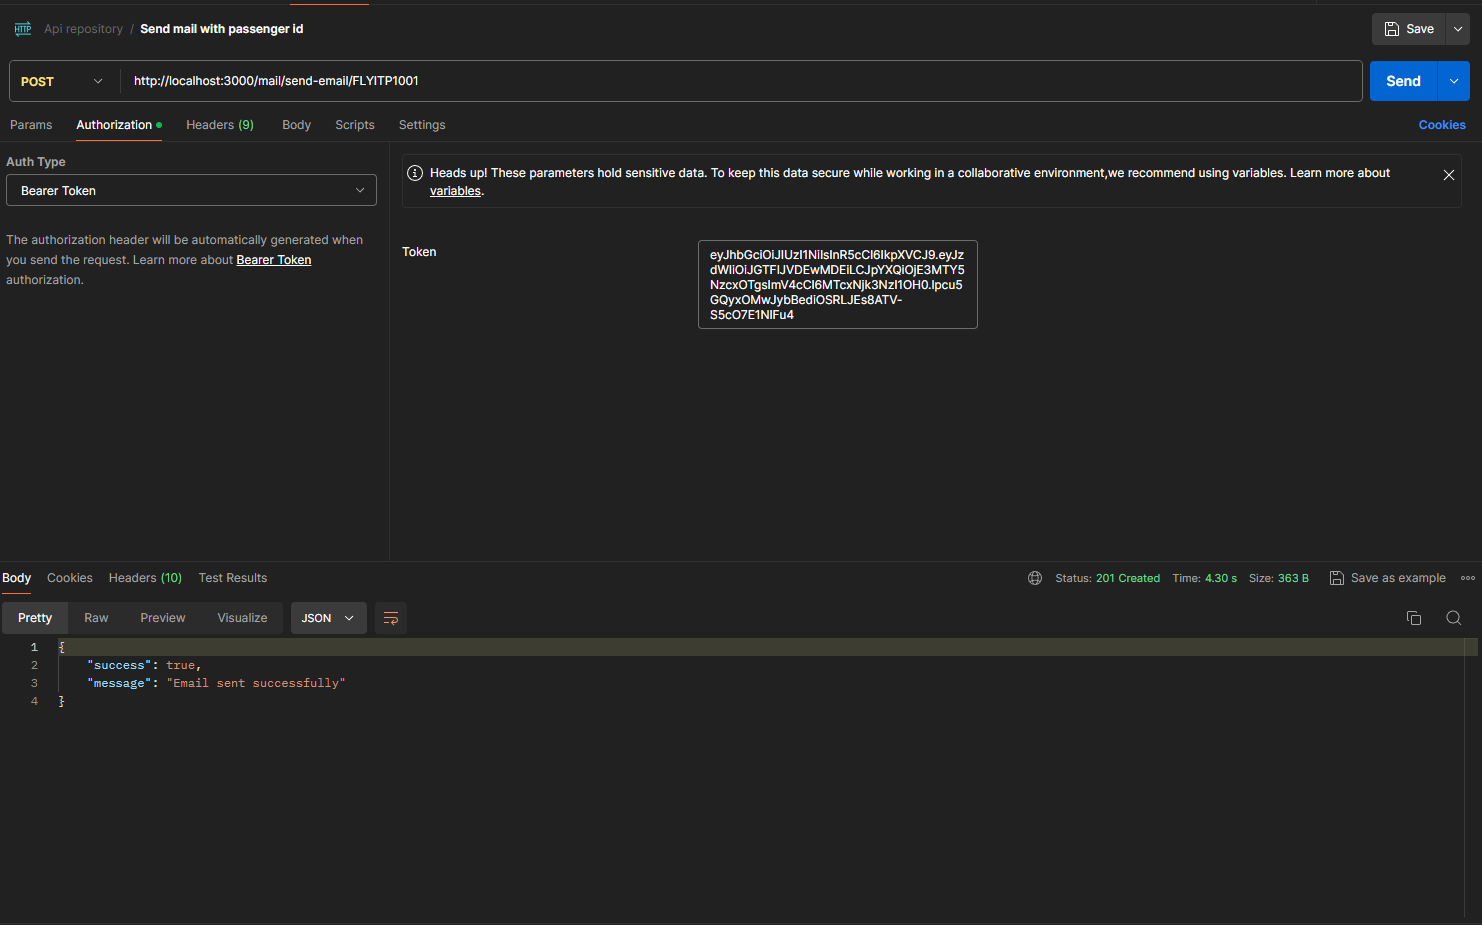 HTTP Api repository / Send mail with passenger id
Save
POST http://localhost:3000/mail/send-email/FLYITP1001
Send
Params Authorization Headers (9) Body Scripts Settings
Cookies
Auth Type
Bearer Token
The authorization header will be automatically generated when
you send the request. Learn more about Bearer Token
authorization.
Heads up! These parameters hold sensitive data. To keep this data secure while working in a collaborative environment,we recommend using variables. Learn more about
variables.
Token
Body Cookies Headers (10) Test Results
Status: 201 Created Time: 4.30 s Size: 363 B Save as example
Pretty Raw Preview Visualize JSON
1 {
2 "success": true,
3 "message": "Email sent successfully"
4 }